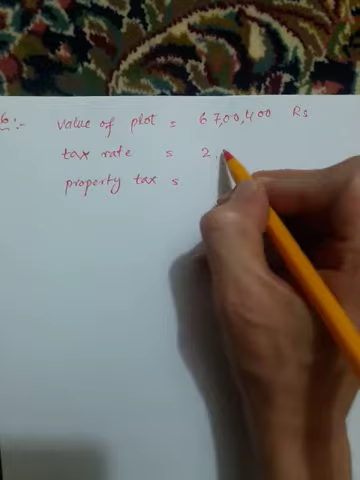 6:- Value of plot = 67,00,400 Rs
tax rate = 2.
property tax =